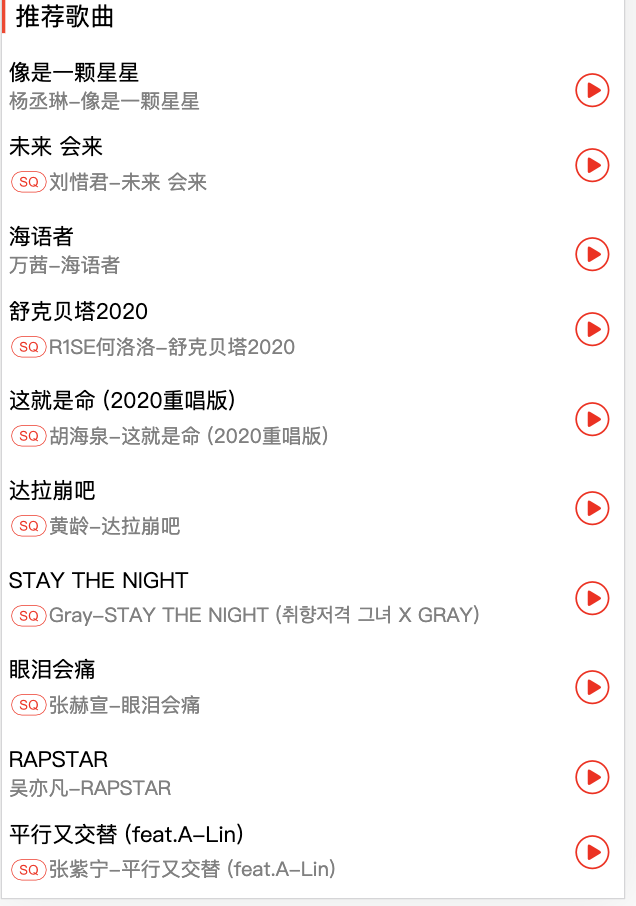 推荐歌曲
像是一颗星星
杨丞琳-像是一颗星星
未来 会来
SQ 刘惜君-未来 会来
海语者
万茜-海语者
舒克贝塔2020
SQ R1SE何洛洛-舒克贝塔2020
这就是命 (2020重唱版)
SQ 胡海泉-这就是命 (2020重唱版)
达拉崩吧
SQ 黄龄-达拉崩吧
STAY THE NIGHT
SQ Gray-STAY THE NIGHT (취향저격 그녀 X GRAY)
眼泪会痛
SQ 张赫宣-眼泪会痛
RAPSTAR
吴亦凡-RAPSTAR
平行又交替 (feat.A-Lin)
SQ 张紫宁-平行又交替 (feat.A-Lin)